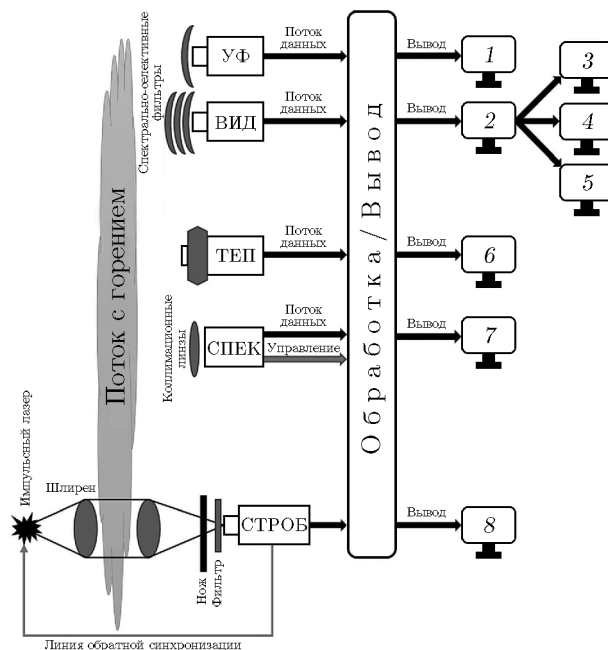 Спектрально-селективные
фильтры
УФ
Поток
данных
Вывод
1
ВИД
Поток
данных
Вывод
2
3
4
5
Поток с горением
ТЕП
Поток
данных
Вывод
6
Коллимационные
линзы
СПЕК
Поток
данных
Управление
Вывод
7
Обработка/Вывод
Импульсный лазер
Шлирен
Нож
Фильтр
СТРОБ
Вывод
8
Линия обратной синхронизации